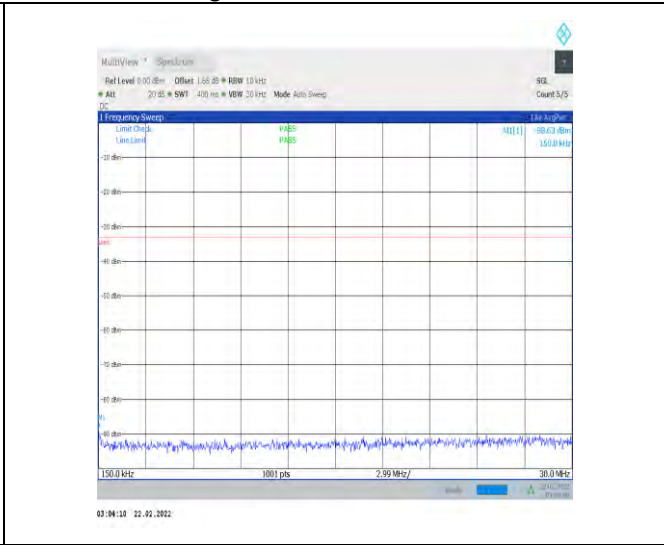 MultiView Spectrum
Ref Level 0.00 dBm Offset 1.66 dB RBW 10 kHz SGL
Att 20 dB SWT 400 ms VBW 30 kHz Mode Auto Sweep Count 5/5
DC
1 Frequency Sweep 1Av AvgPwr
Limit Check PASS M1[1] -88.63 dBm
Line Limit PASS 150.0 kHz
-10 dBm
-20 dBm
-30 dBm
-40 dBm
-50 dBm
-60 dBm
-70 dBm
-80 dBm
M1
-90 dBm
150.0 kHz 1001 pts 2.99 MHz/ 30.0 MHz
03:04:10 22.02.2022